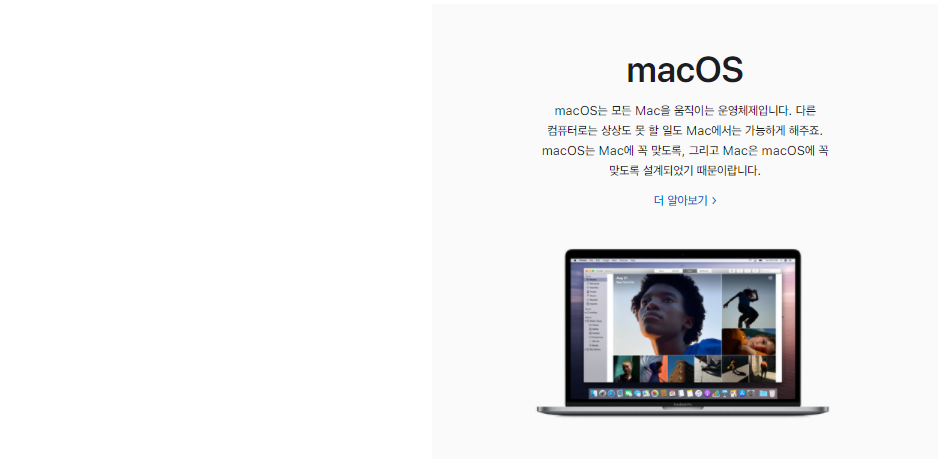 macOS
macOS는 모든 Mac을 움직이는 운영체제입니다. 다른
컴퓨터로는 상상도 못 할 일도 Mac에서는 가능하게 해주죠.
macOS는 Mac에 꼭 맞도록, 그리고 Mac은 macOS에 꼭
맞도록 설계되었기 때문이랍니다.
더 알아보기 >